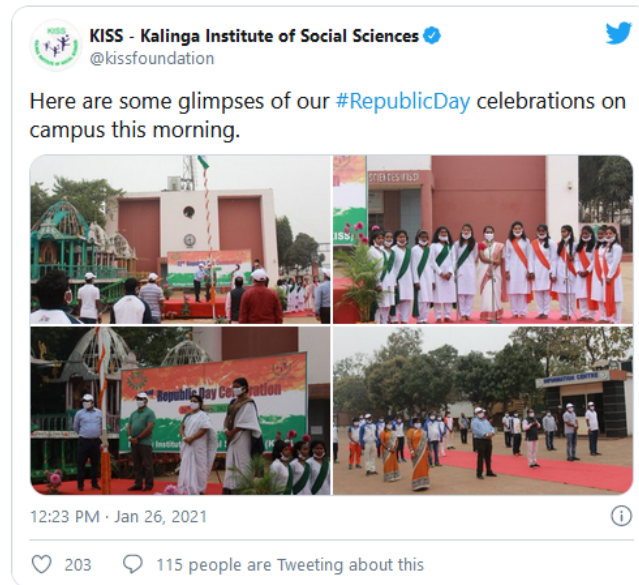 KISS
KISS - Kalinga Institute of Social Sciences
@kissfoundation
Here are some glimpses of our #RepublicDay celebrations on
campus this morning.
Republic Day Celebration
INFORMATION CENTRE
12:23 PM · Jan 26, 2021
203
115 people are Tweeting about this